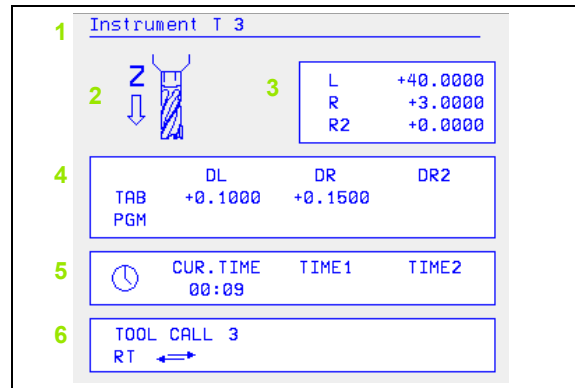 1 Instrument T 3
2 Z
3 L +40.0000
R +3.0000
R2 +0.0000
4 DL DR DR2
TAB +0.1000 +0.1500
PGM
5 CUR.TIME TIME1 TIME2
00:09
6 TOOL CALL 3
RT